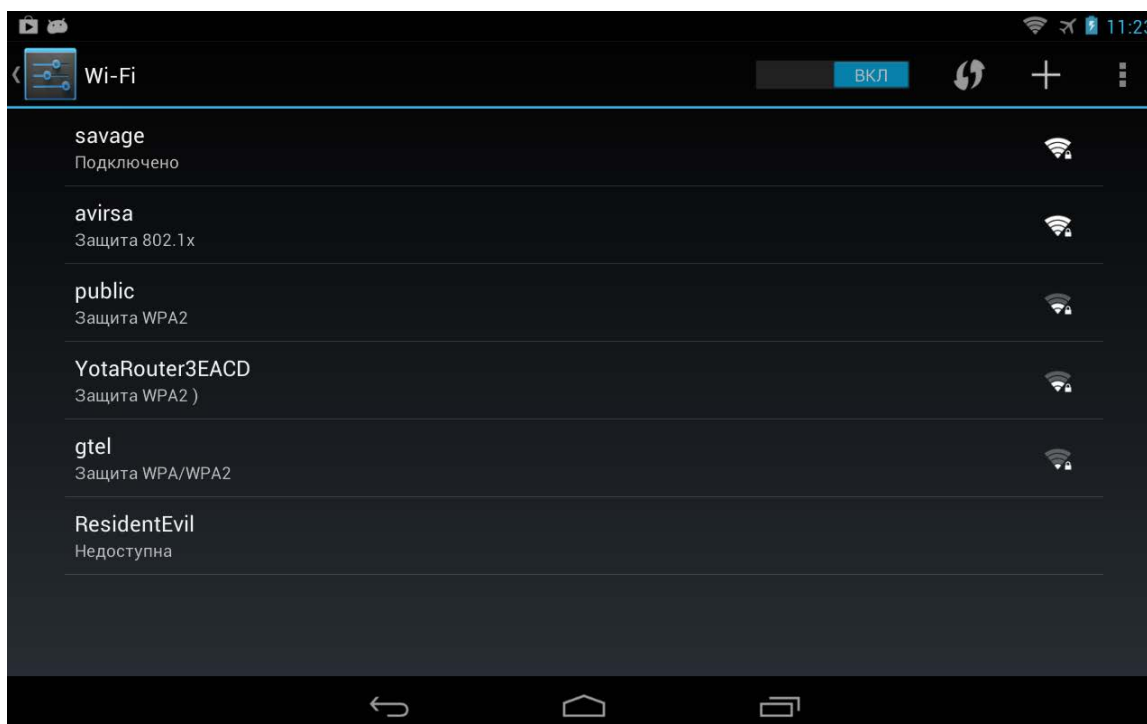 11:23
Wi-Fi
ВКЛ
savage
Подключено
avirsa
Защита 802.1x
public
Защита WPA2
YotaRouter3EACD
Защита WPA2 )
gtel
Защита WPA/WPA2
ResidentEvil
Недоступна